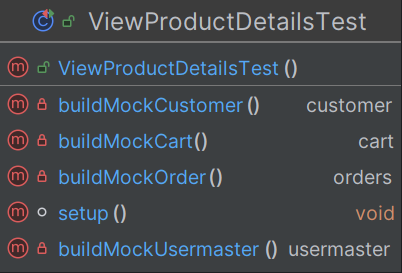 ViewProductDetailsTest
m ViewProductDetailsTest ()
m buildMockCustomer() customer
m buildMockCart() cart
m buildMockOrder() orders
m setup () void
m buildMockUsermaster () usermaster